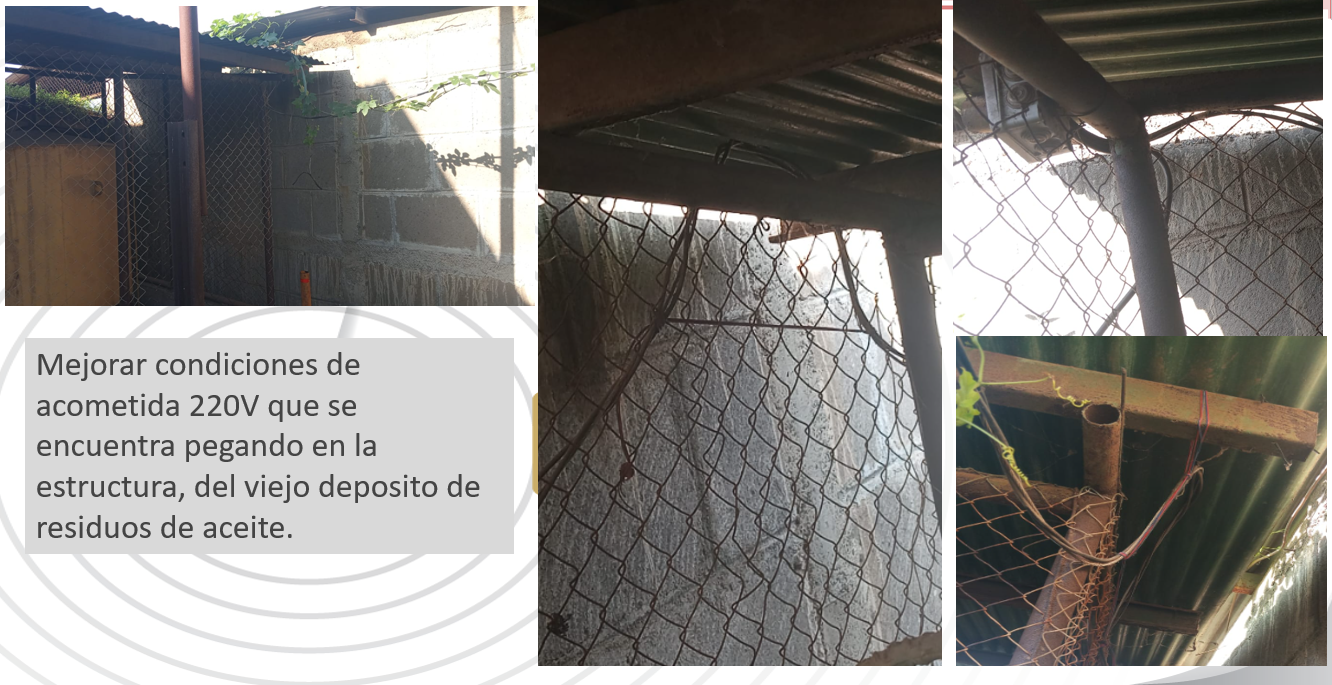 Mejorar condiciones de
acometida 220V que se
encuentra pegando en la
estructura, del viejo deposito de
residuos de aceite.